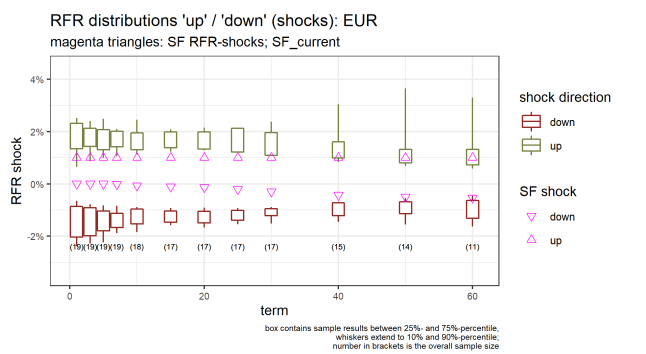 RFR distributions 'up' / 'down' (shocks): EUR
magenta triangles: SF RFR-shocks; SF_current
4%
2%
0%
-2%
RFR shock
(19)(19)(19)(19) (18) (17) (17) (17) (17) (15) (14) (11)
0 20 40 60
term
shock direction
down
up
SF shock
down
up
box contains sample results between 25%- and 75%-percentile,
whiskers extend to 10% and 90%-percentile;
number in brackets is the overall sample size